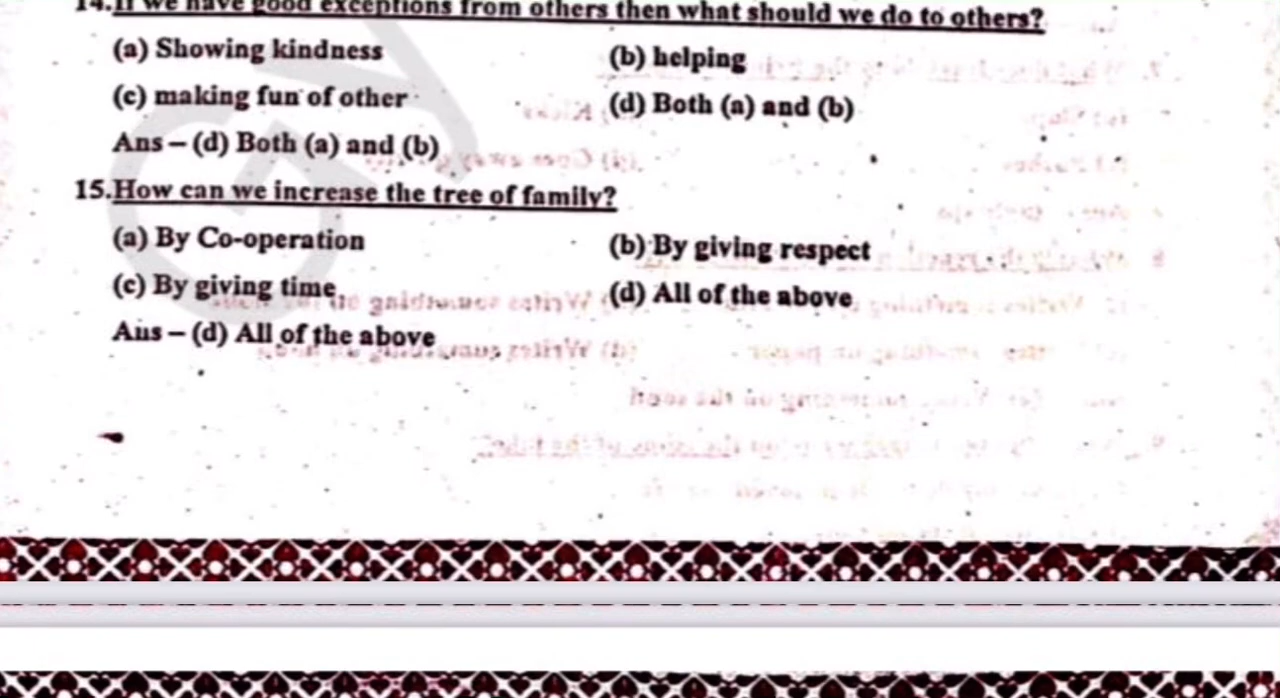 14.If we have good exceptions from others then what should we do to others?
(a) Showing kindness (b) helping
(c) making fun of other (d) Both (a) and (b)
Ans – (d) Both (a) and (b)
15.How can we increase the tree of family?
(a) By Co-operation (b) By giving respect
(c) By giving time (d) All of the above
Ans – (d) All of the above